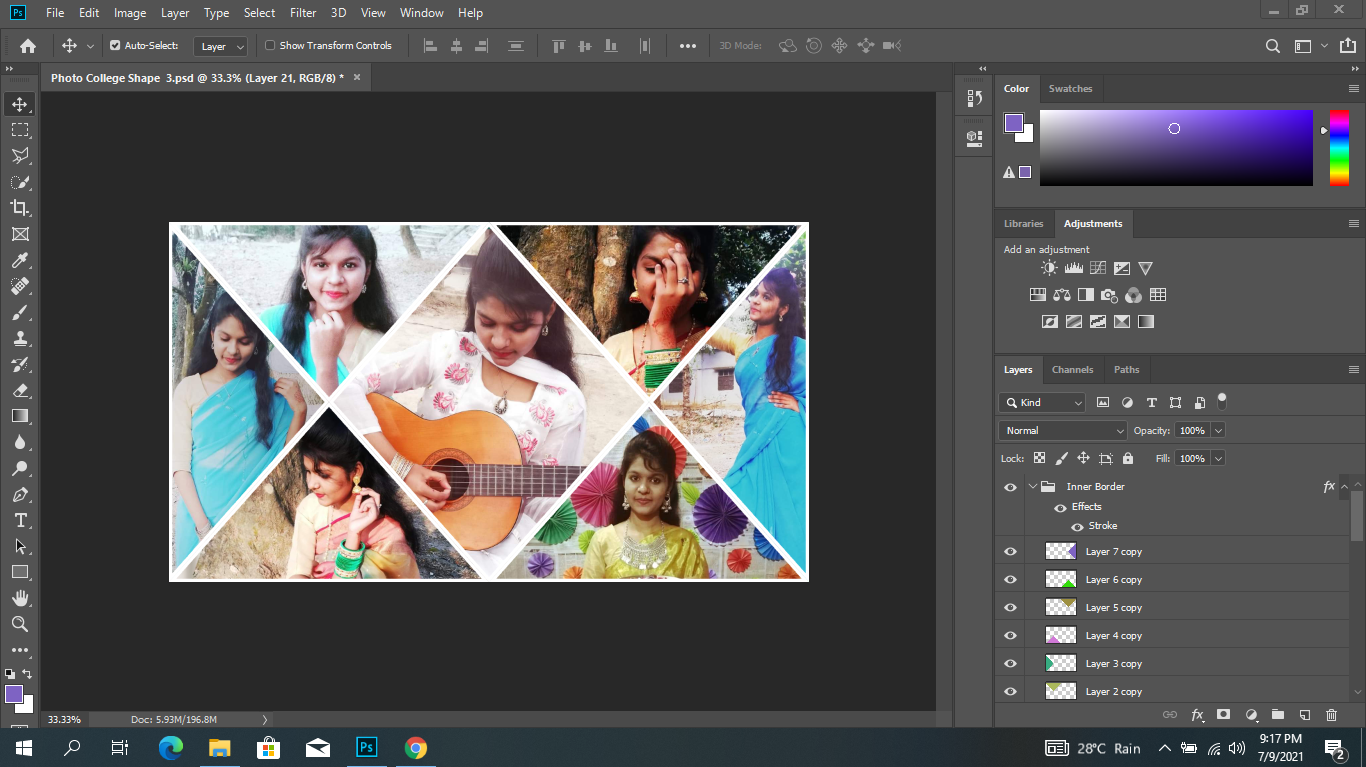 Ps File Edit Image Layer Type Select Filter 3D View Window Help
Auto-Select: Layer Show Transform Controls 3D Mode:
Photo College Shape 3.psd @ 33.3% (Layer 21, RGB/8) *
Color Swatches
Libraries Adjustments
Add an adjustment
Layers Channels Paths
Kind
Normal Opacity: 100%
Lock: Fill: 100%
Inner Border fx
Effects
Stroke
Layer 7 copy
Layer 6 copy
Layer 5 copy
Layer 4 copy
Layer 3 copy
Layer 2 copy
33.33% Doc: 5.93M/196.8M
fx
Ps 28°C Rain 9:17 PM
7/9/2021
2